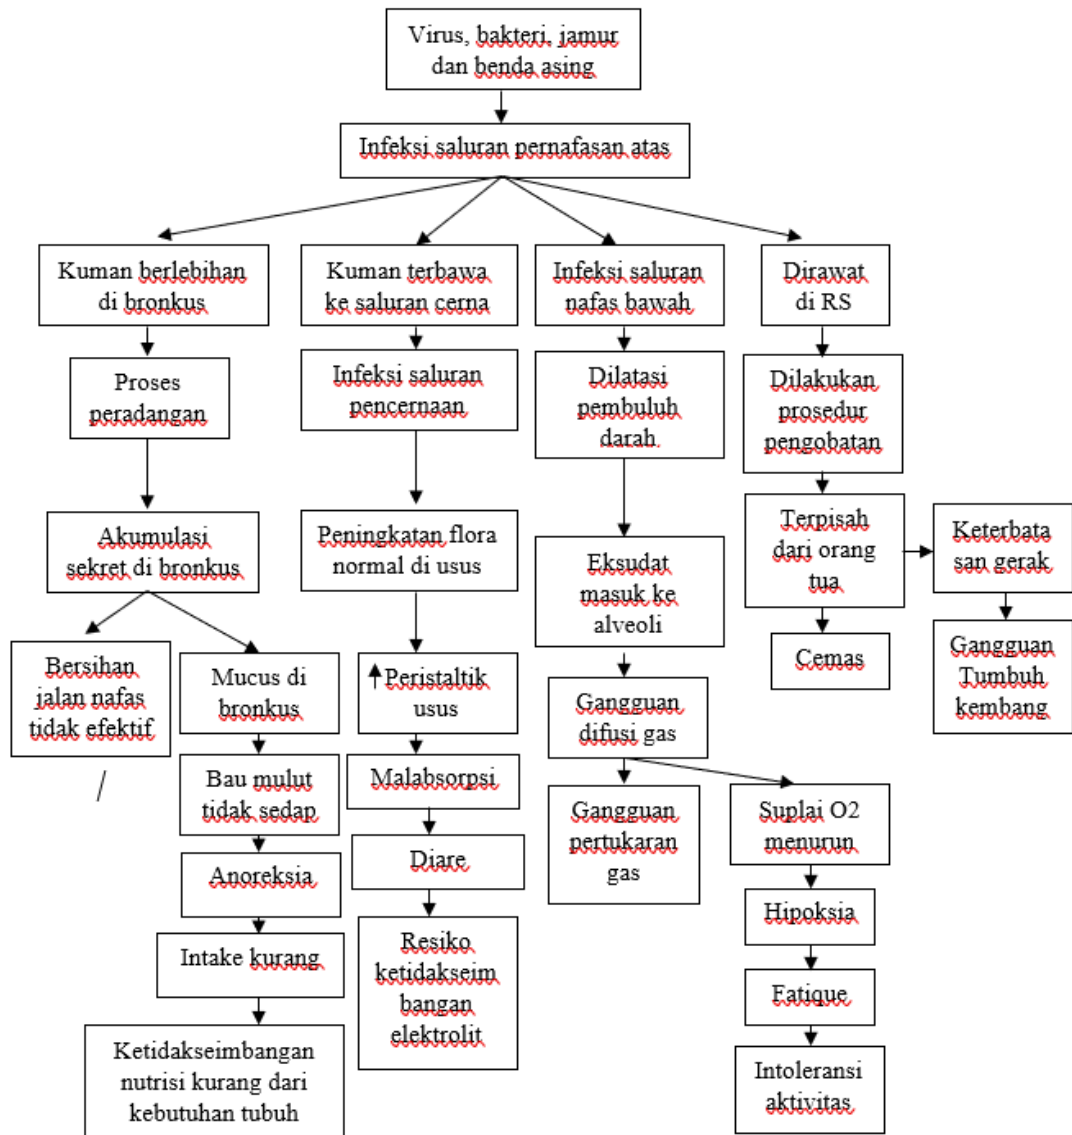 Virus, bakteri, jamur
dan benda asing
Infeksi saluran pernafasan atas
Kuman berlebihan
di bronkus
Kuman terbawa
ke saluran cerna
Infeksi saluran
nafas bawah
Dirawat
di RS
Proses
peradangan
Infeksi saluran
pencernaan
Dilatasi
pembuluh
darah.
Dilakukan
prosedur
pengobatan
Akumulasi
sekret di bronkus
Peningkatan flora
normal di usus
Eksudat
masuk ke
alveoli
Terpisah
dari orang
tua
Keterbata
san gerak
Bersihan
jalan nafas
tidak efektif
Mucus di
bronkus
Peristaltik
usus
Gangguan
difusi gas
Cemas
Gangguan
Tumbuh
kembang
Bau mulut
tidak sedap
Malabsorpsi
Gangguan
pertukaran
gas
Suplai O2
menurun
Anoreksia
Diare
Hipoksia
Intake kurang
Resiko
ketidakseim
bangan
elektrolit
Fatique
Ketidakseimbangan
nutrisi kurang dari
kebutuhan tubuh
Intoleransi
aktivitas